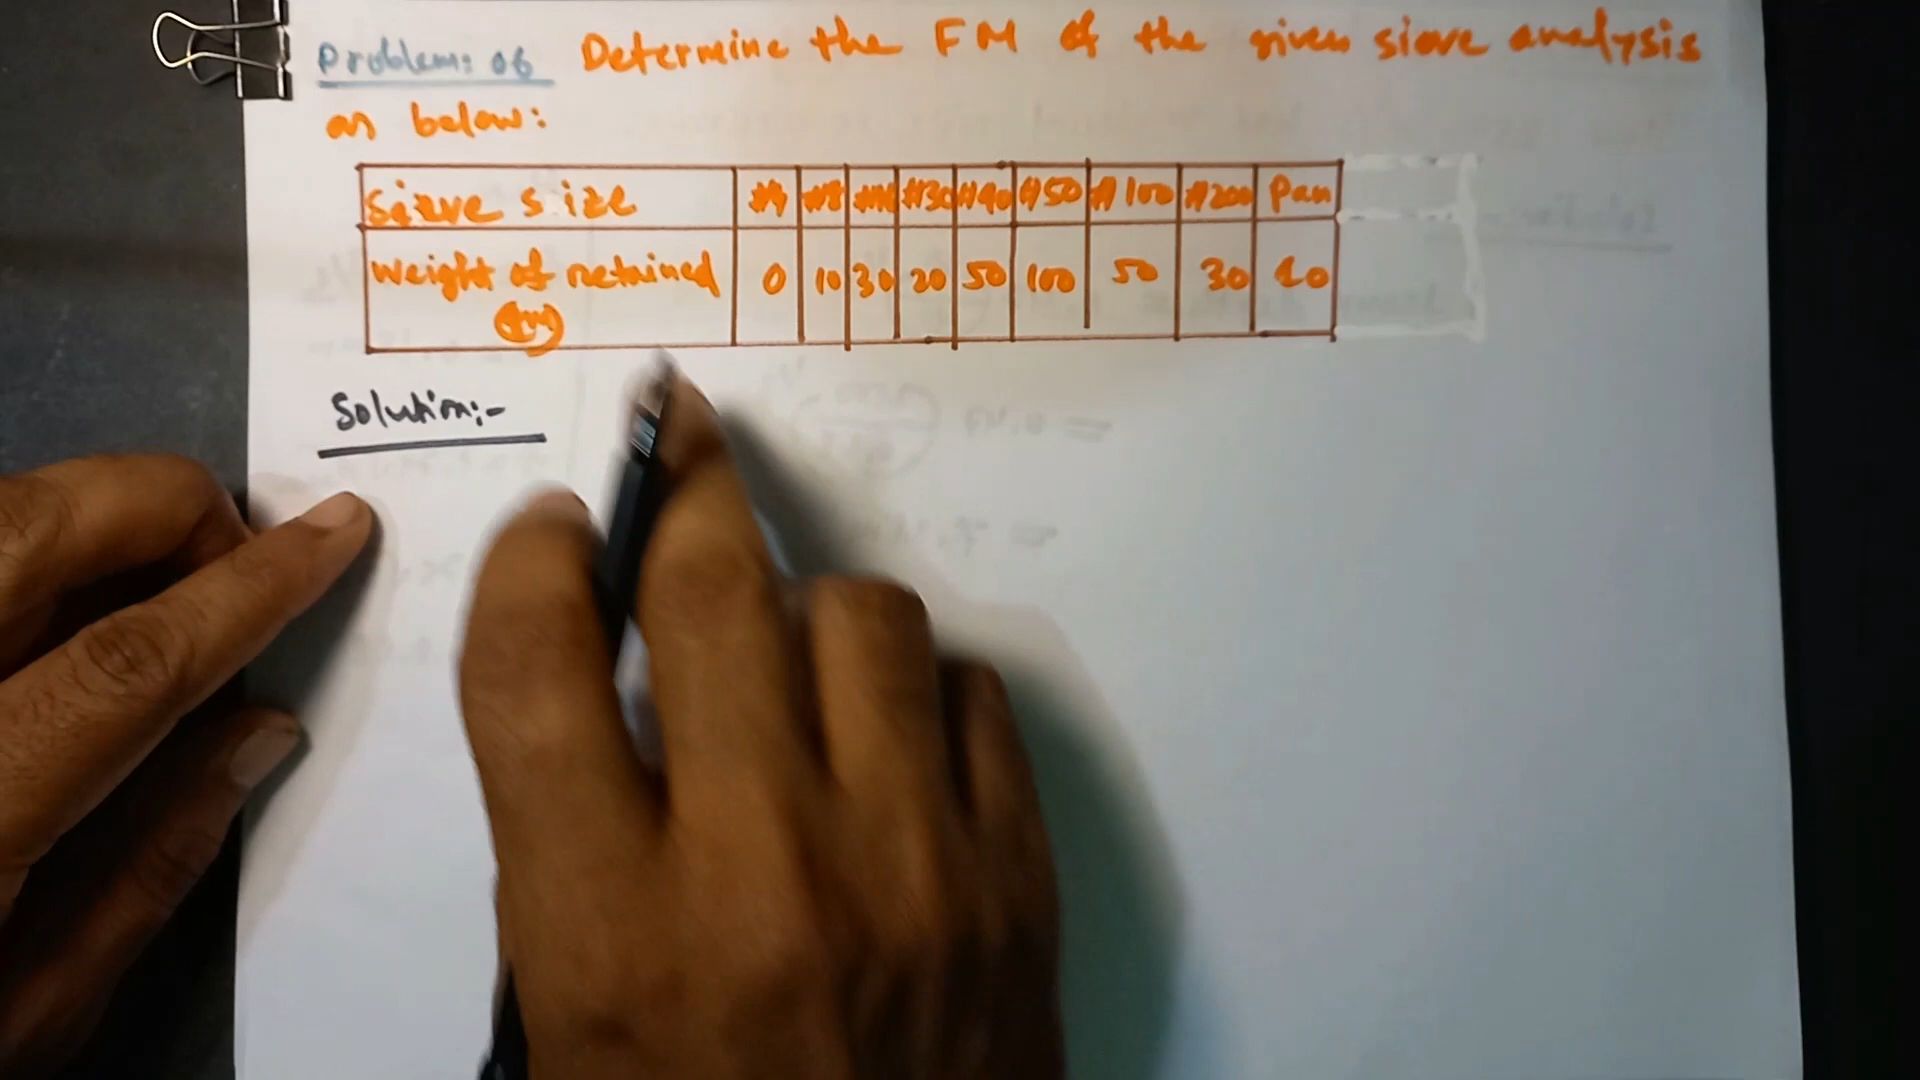 Problem: 06 Determine the FM of the given sieve analysis
as below:
Sieve size #4 #8 #16 #30 #40 #50 #100 #200 Pan
Weight of retained 0 10 30 20 50 100 50 30 10
(gm)
Solution:-